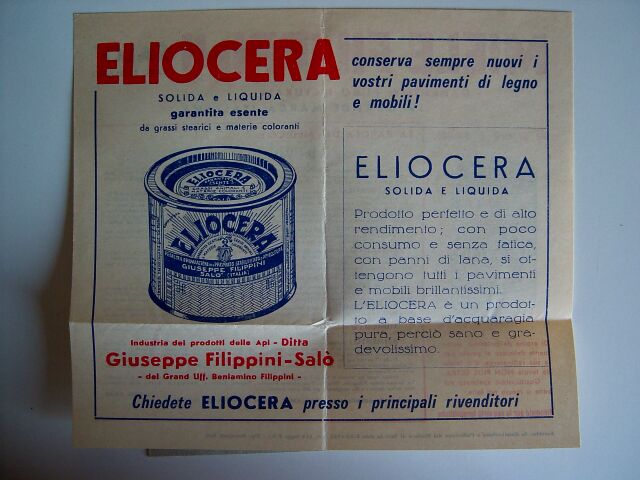 ELIOCERA
SOLIDA e LIQUIDA
garantita esente
da grassi stearici e materie coloranti
ELIOCERA
ELIOCERA
GIUSEPPE FILIPPINI
SALÒ (ITALIA)
Industria dei prodotti delle Api - Ditta
Giuseppe Filippini-Salò
- del Grand Uff. Beniamino Filippini -
conserva sempre nuovi i
vostri pavimenti di legno
e mobili!
ELIOCERA
SOLIDA E LIQUIDA
Prodotto perfetto e di alto
rendimento; con poco
consumo e senza fatica,
con panni di lana, si ot-
tengono tutti i pavimenti
e mobili brillantissimi.
L'ELIOCERA è un prodot-
to a base d'acquaragia
pura, perciò sano e gra-
devolissimo.
Chiedete ELIOCERA presso i principali rivenditori